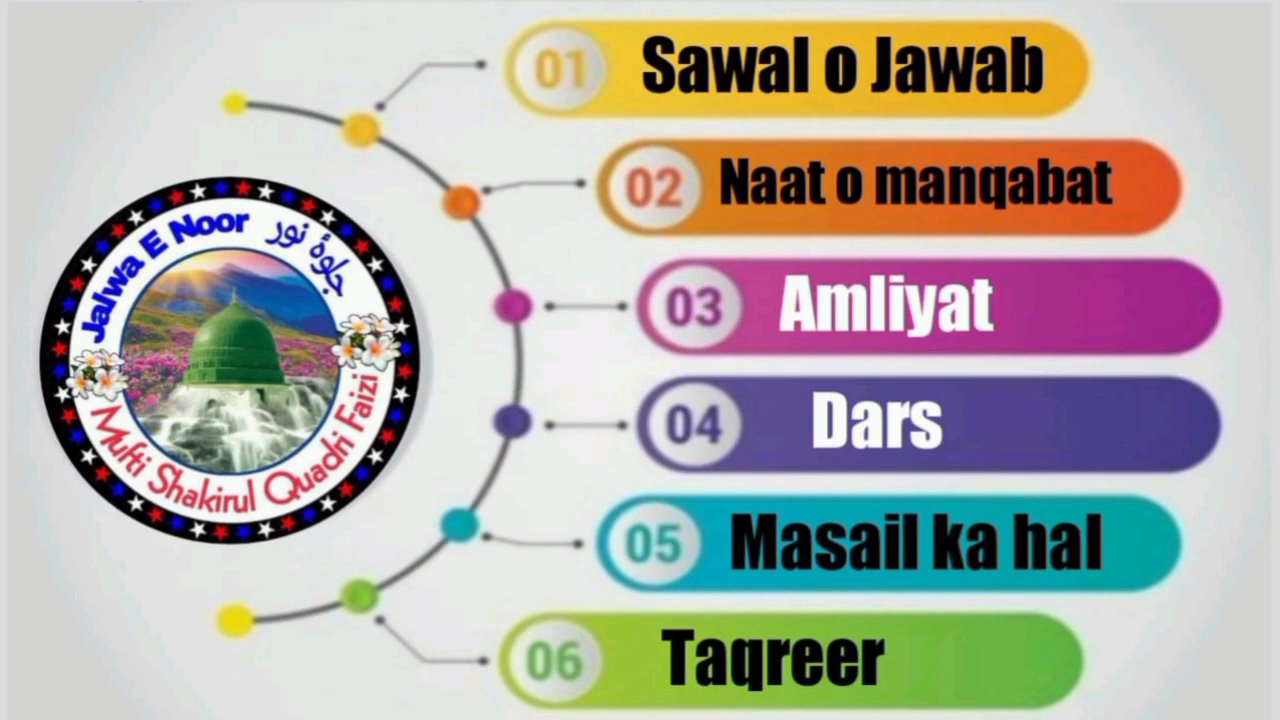 Jalwa E Noor جلوۂ نور
Mufti Shakirul Quadri Faizi
01 Sawal o Jawab
02 Naat o manqabat
03 Amliyat
04 Dars
05 Masail ka hal
06 Taqreer